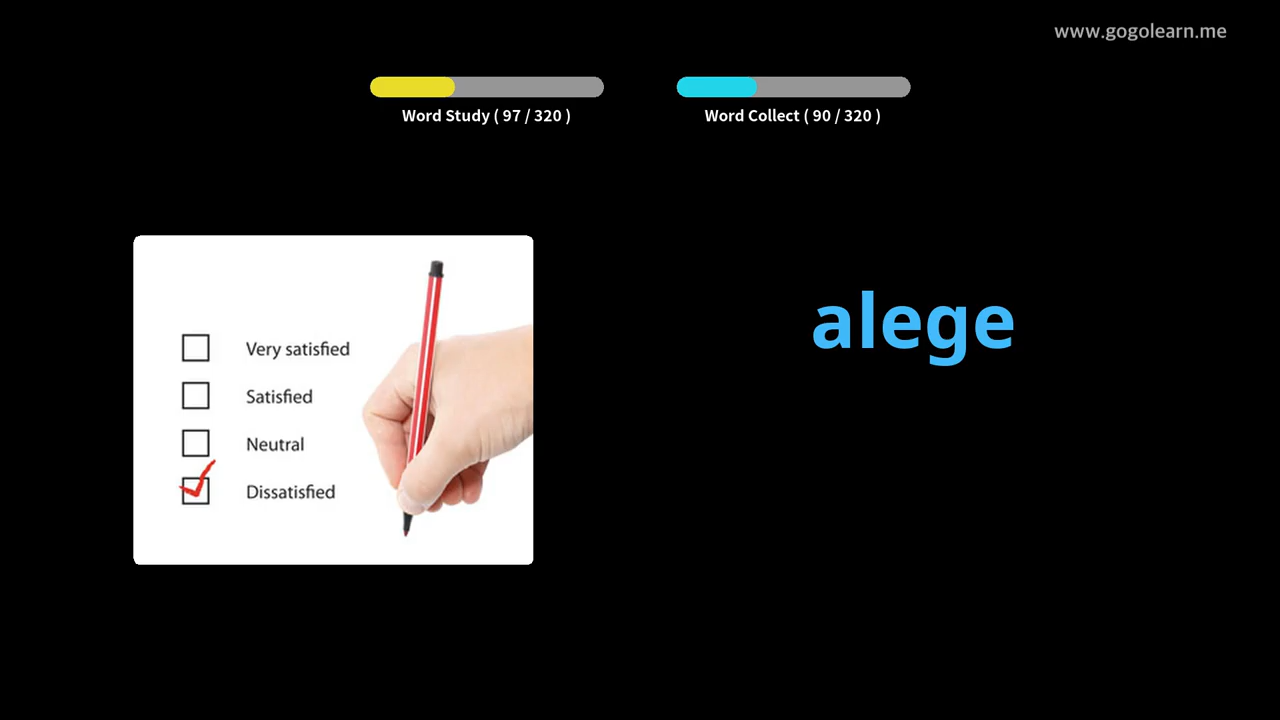 www.gogolearn.me
Word Study ( 97 / 320 )
Word Collect ( 90 / 320 )
Very satisfied
Satisfied
Neutral
Dissatisfied
alege